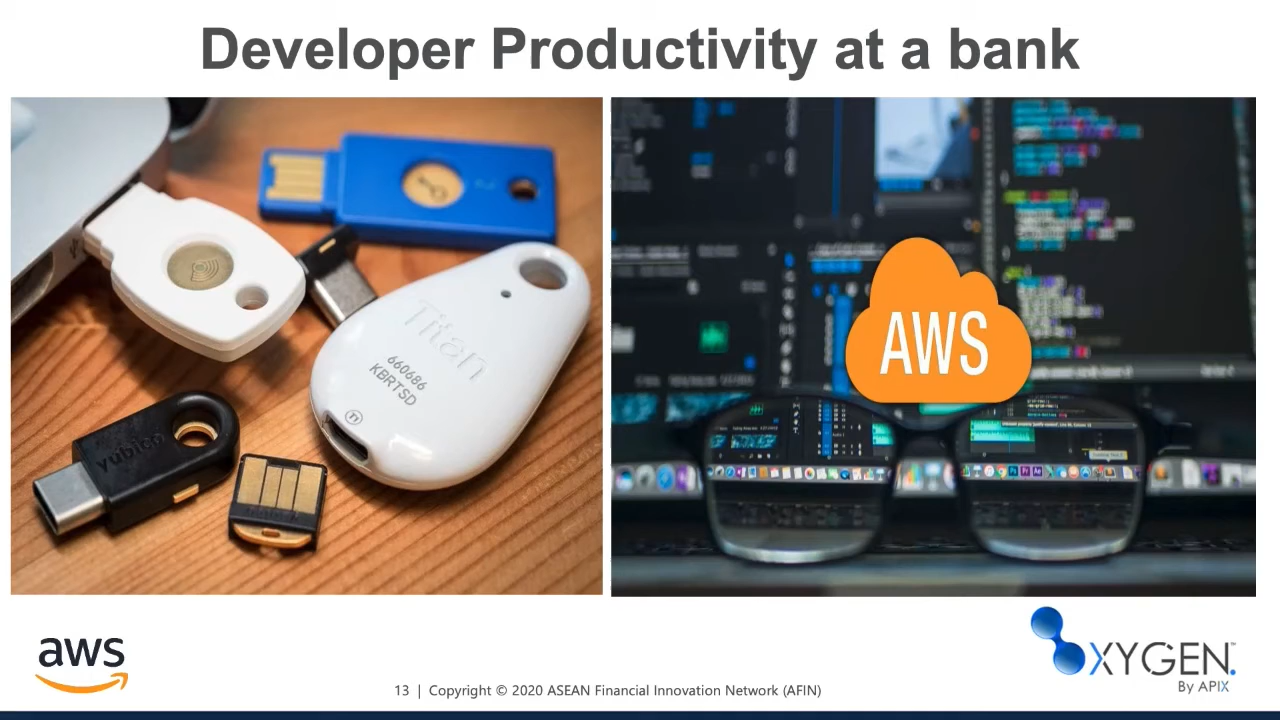 Developer Productivity at a bank
Titan
660686
KBRTSD
yubico
AWS
aws
13 | Copyright © 2020 ASEAN Financial Innovation Network (AFIN)
OXYGEN™
By APIX